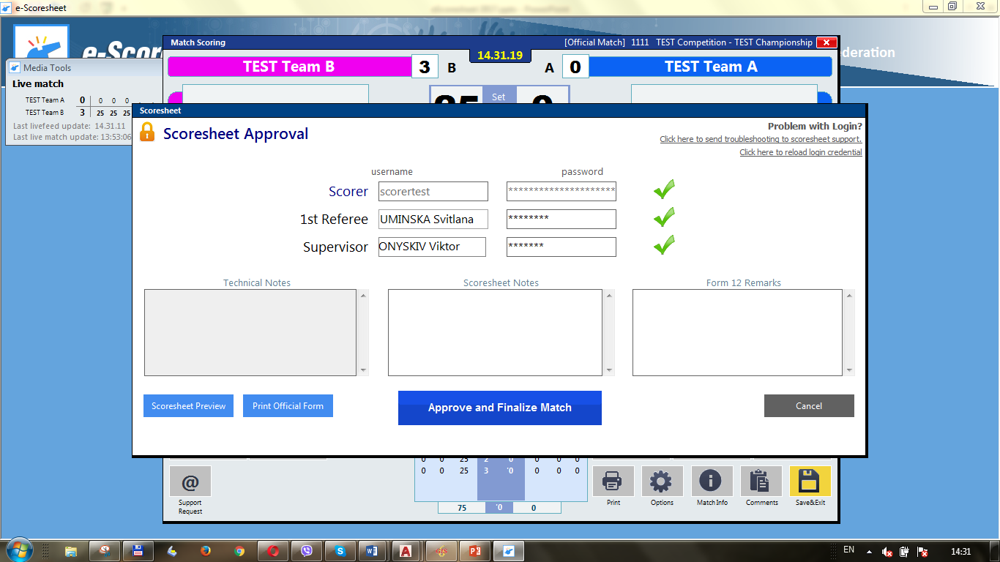 e-Scoresheet
e-Scor
ederation
Match Scoring
[Official Match] 1111 TEST Competition - TEST Championship
14.31.19
TEST Team B 3 B A 0 TEST Team A
Set
Media Tools
Live match
TEST Team A 0 0 0 0
TEST Team B 3 25 25 25
Last livefeed update: 14.31.11
Last live match update: 13:53:06
Scoresheet
Scoresheet Approval
Problem with Login?
Click here to send troubleshooting to scoresheet support.
Click here to reload login credential
username password
Scorer scorertest *********************
1st Referee UMINSKA Svitlana ********
Supervisor ONYSKIV Viktor *******
Technical Notes Scoresheet Notes Form 12 Remarks
Scoresheet Preview Print Official Form Approve and Finalize Match Cancel
0 0 25 2 0 0 0 0
0 0 25 3 '0. 0 0 0
75 '0. 0
@
Support
Request
Print Options Match Info Comments Save&Exit
EN 14:31